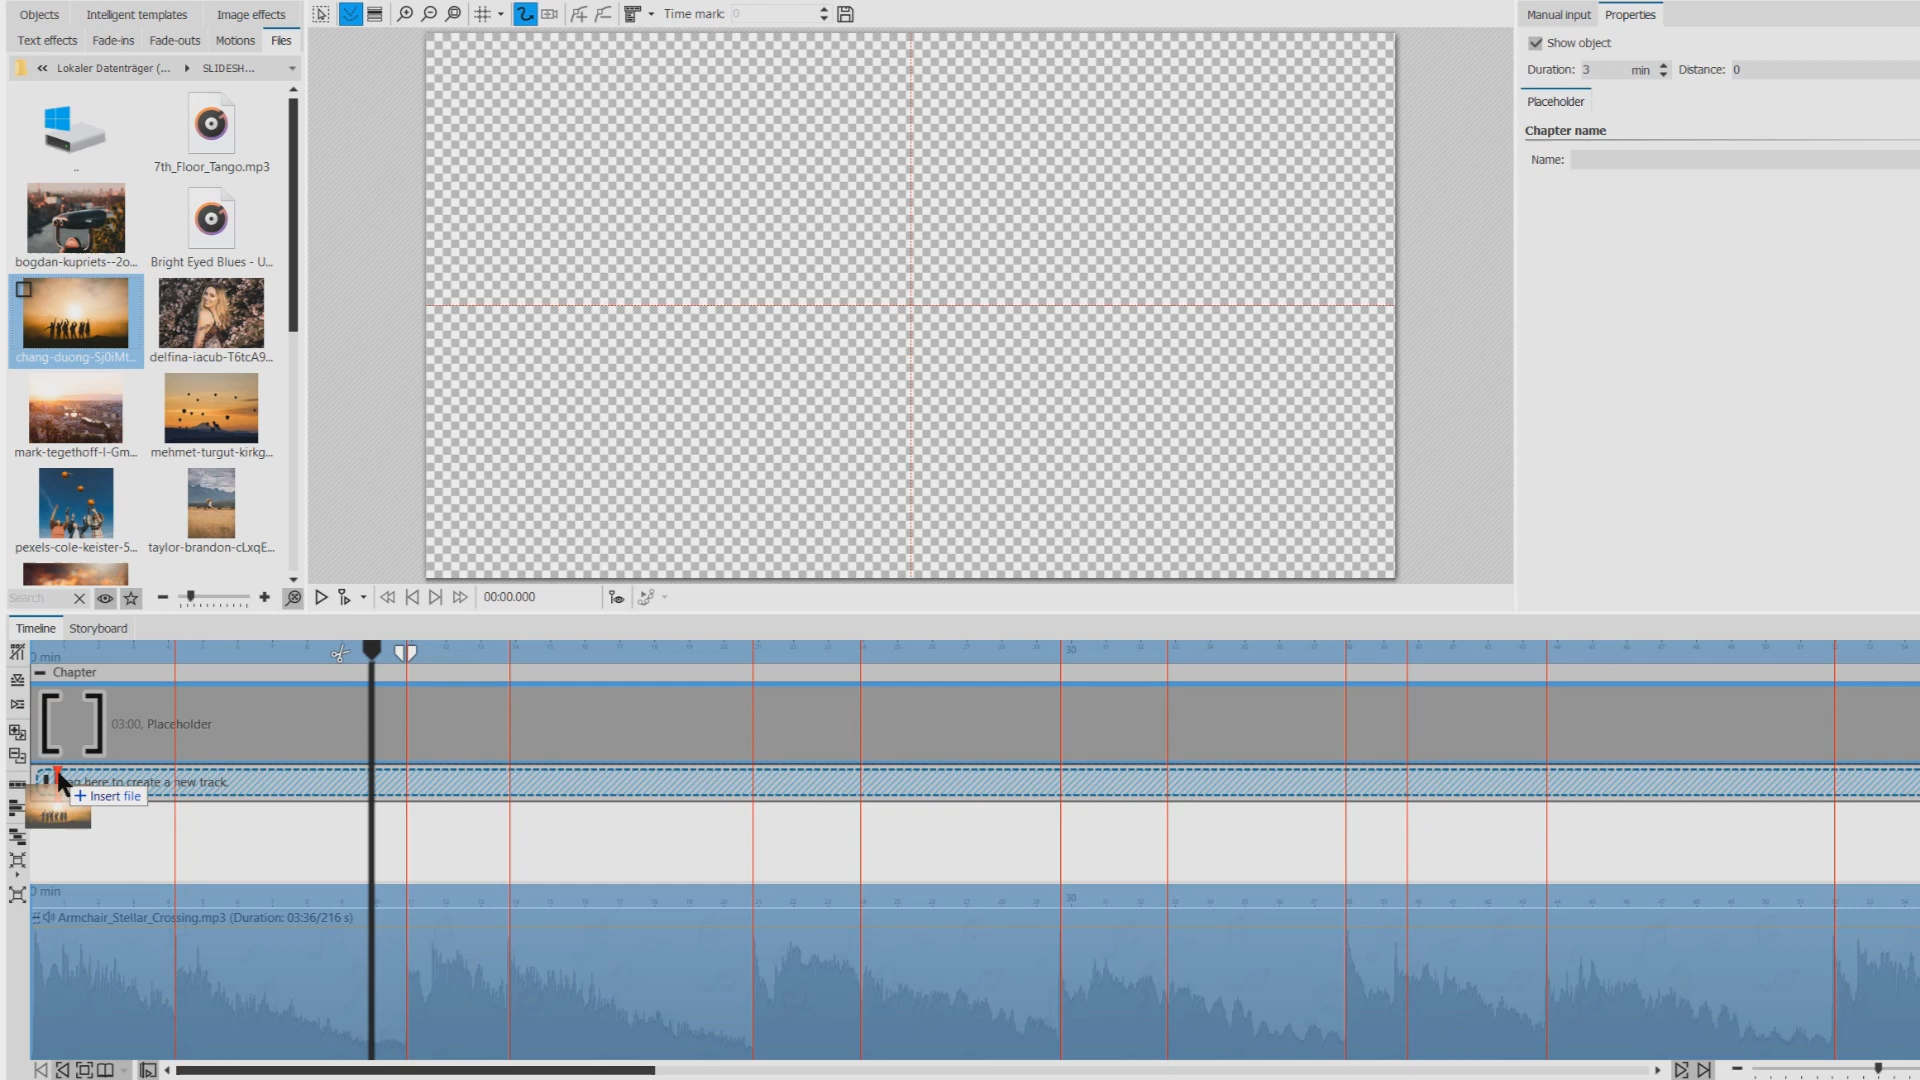 Objects
Intelligent templates
Image effects
Text effects
Fade-ins
Fade-outs
Motions
Files
Lokaler Datenträger (...
SLIDESH...
..
7th_Floor_Tango.mp3
bogdan-kupriets--2o...
Bright Eyed Blues - U...
chang-duong-Sj0iMt...
delfina-iacub-T6tcA9...
mark-tegethoff-l-Gm...
mehmet-turgut-kirkg...
pexels-cole-keister-5...
taylor-brandon-cLxqE...
Search
Time mark: 0
00:00.000
Manual input
Properties
Show object
Duration: 3 min
Distance: 0
Placeholder
Chapter name
Name:
Timeline
Storyboard
0 min
30
Chapter
03:00, Placeholder
here to create a new track.
+ Insert file
0 min
30
Armchair_Stellar_Crossing.mp3 (Duration: 03:36/216 s)